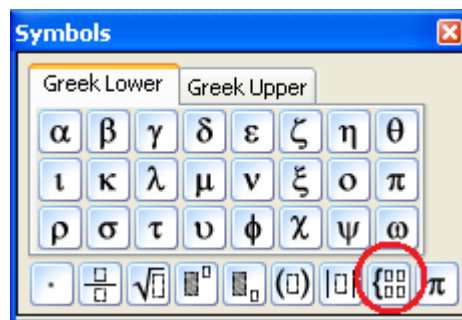 Symbols
Greek Lower Greek Upper
α β γ δ ε ζ η θ
ι κ λ μ ν ξ ο π
ρ σ τ υ ϕ χ ψ ω
· √ ( ) | | { π